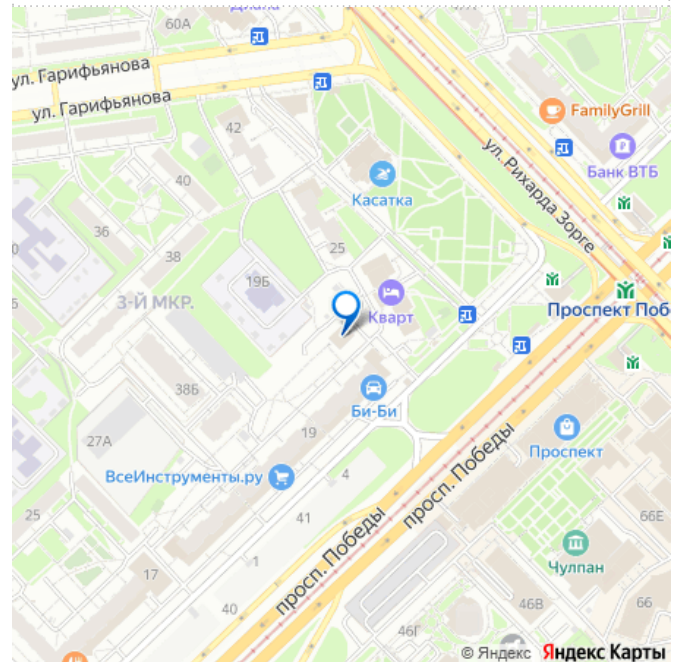 60А
ул. Гарифьянова
ул. Гарифьянова
FamilyGrill
42
ул. Рихарда Зорге
Банк ВТБ
40
Касатка
36
25
38
19Б
3-Й МКР.
Кварт
Проспект Поб
38Б
Би-Би
27А
19
Проспект
ВсеИнструменты.ру
4
просп. Победы
25
41
просп. Победы
66Е
1
Чулпан
17
40
46В
66
46Г
© Яндекс Яндекс Карты